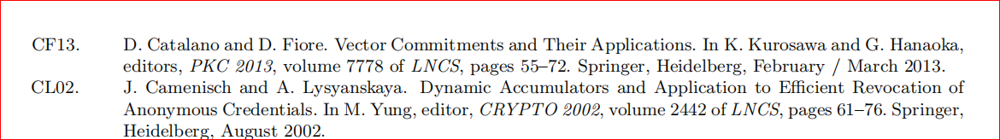 CF13. D. Catalano and D. Fiore. Vector Commitments and Their Applications. In K. Kurosawa and G. Hanaoka,
editors, PKC 2013, volume 7778 of LNCS, pages 55–72. Springer, Heidelberg, February / March 2013.
CL02. J. Camenisch and A. Lysyanskaya. Dynamic Accumulators and Application to Efficient Revocation of
Anonymous Credentials. In M. Yung, editor, CRYPTO 2002, volume 2442 of LNCS, pages 61–76. Springer,
Heidelberg, August 2002.